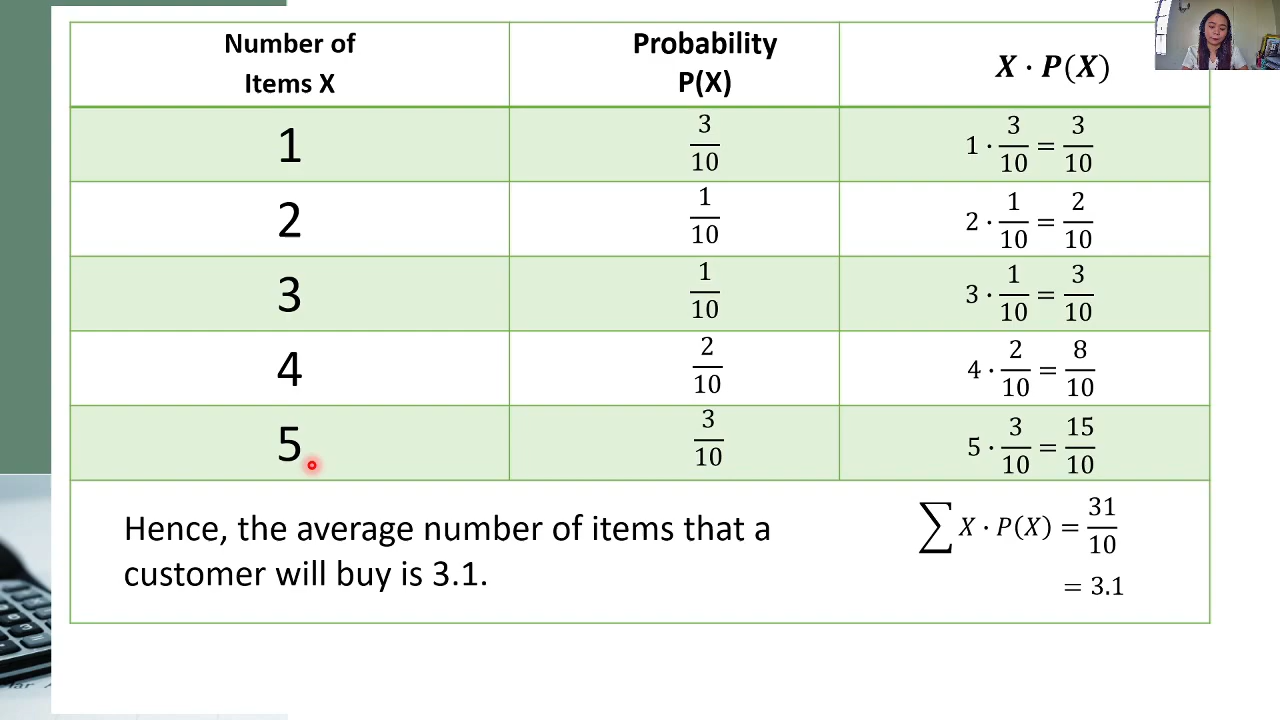 Number of
Items X
Probability
P(X)
X · P(X)
1
3/10
1 · 3/10 = 3/10
2
1/10
2 · 1/10 = 2/10
3
1/10
3 · 1/10 = 3/10
4
2/10
4 · 2/10 = 8/10
5
3/10
5 · 3/10 = 15/10
Hence, the average number of items that a
customer will buy is 3.1.
∑ X · P(X) = 31/10
= 3.1